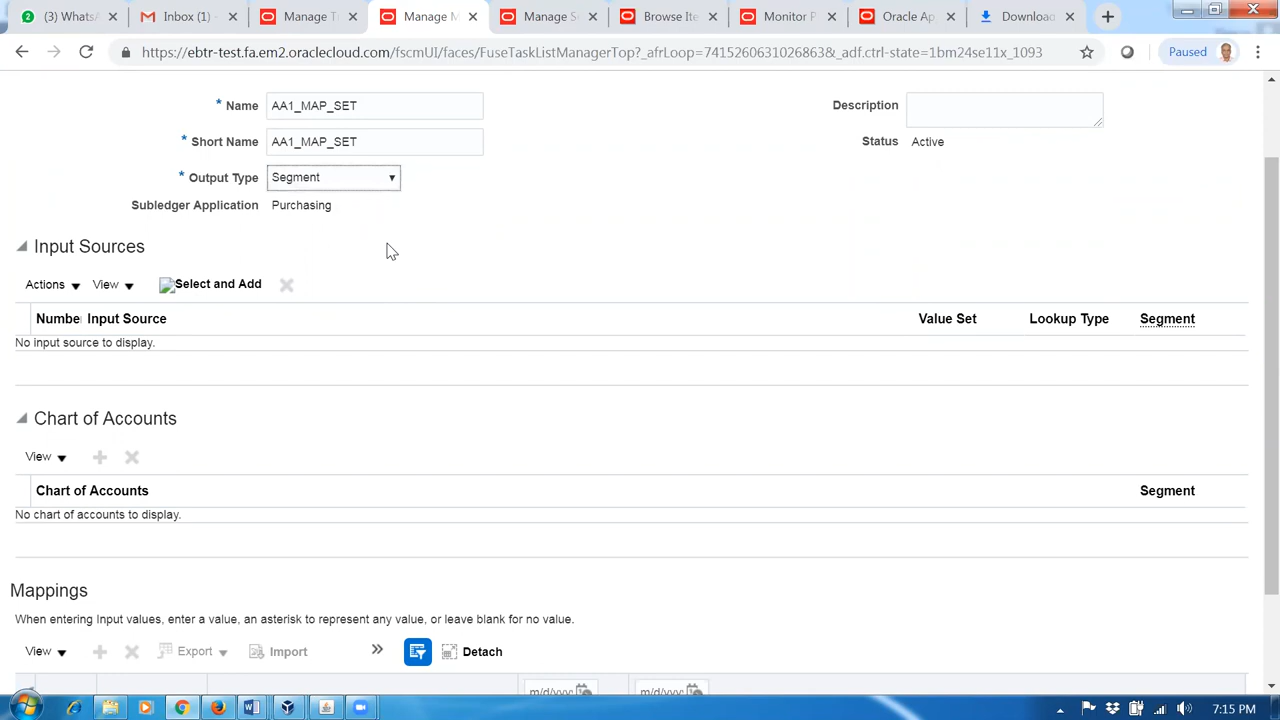 (3) WhatsA
Inbox (1)
Manage T
Manage M
Manage Se
Browse Ite
Monitor P
Oracle Ap
Downloa
https://ebtr-test.fa.em2.oraclecloud.com/fscmUI/faces/FuseTaskListManagerTop?_afrLoop=74152606310268638&_adf.ctrl-state=1bm24se11x_1093
Paused
* Name AA1_MAP_SET
Description
* Short Name AA1_MAP_SET
Status Active
* Output Type Segment
Subledger Application Purchasing
Input Sources
Actions View Select and Add
Numbe Input Source Value Set Lookup Type Segment
No input source to display.
Chart of Accounts
View
Chart of Accounts Segment
No chart of accounts to display.
Mappings
When entering Input values, enter a value, an asterisk to represent any value, or leave blank for no value.
View Export Import » Detach
m/d/yyy m/d/yyy
7:15 PM